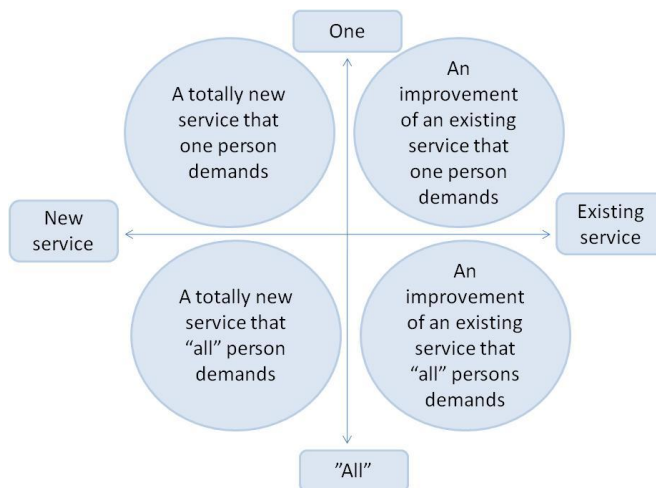 One
A totally new
service that
one person
demands
An
improvement
of an existing
service that
one person
demands
New
service
Existing
service
A totally new
service that
“all” person
demands
An
improvement
of an existing
service that
“all” persons
demands
”All”